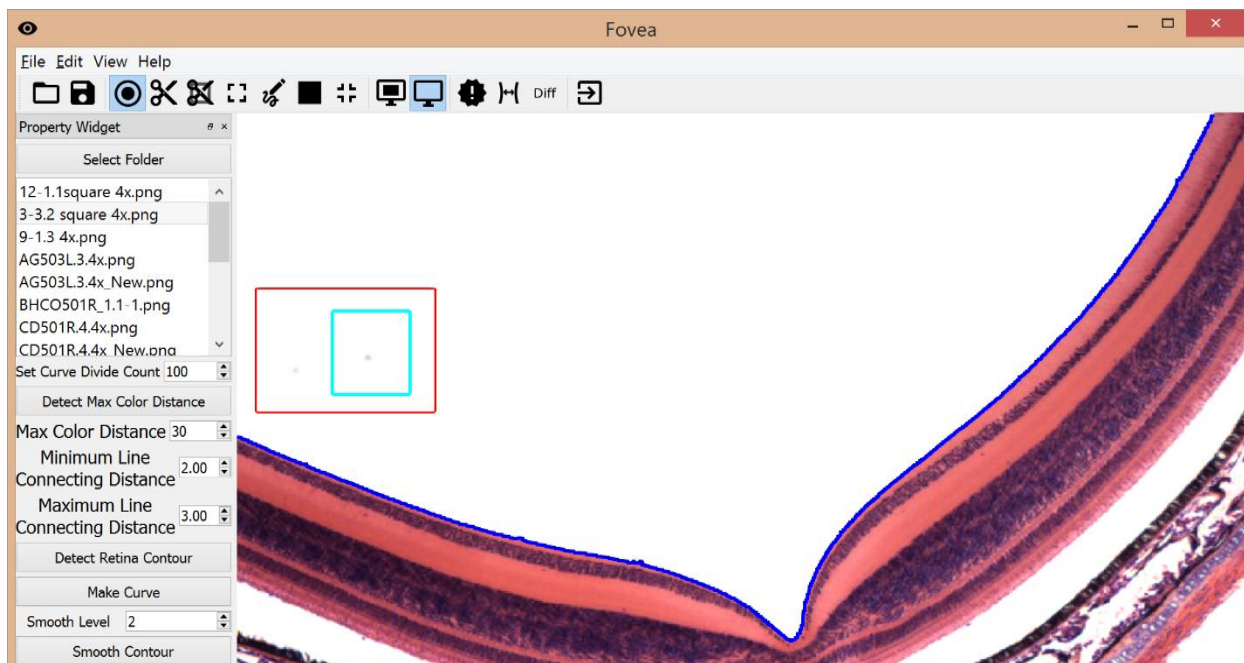 Fovea
File Edit View Help
Diff
Property Widget
Select Folder
12-1.1square 4x.png
3-3.2 square 4x.png
9-1.3 4x.png
AG503L.3.4x.png
AG503L.3.4x_New.png
BHCO501R_1.1-1.png
CD501R.4.4x.png
CD501R.4.4x_New.png
Set Curve Divide Count 100
Detect Max Color Distance
Max Color Distance 30
Minimum Line
Connecting Distance 2.00
Maximum Line
Connecting Distance 3.00
Detect Retina Contour
Make Curve
Smooth Level 2
Smooth Contour